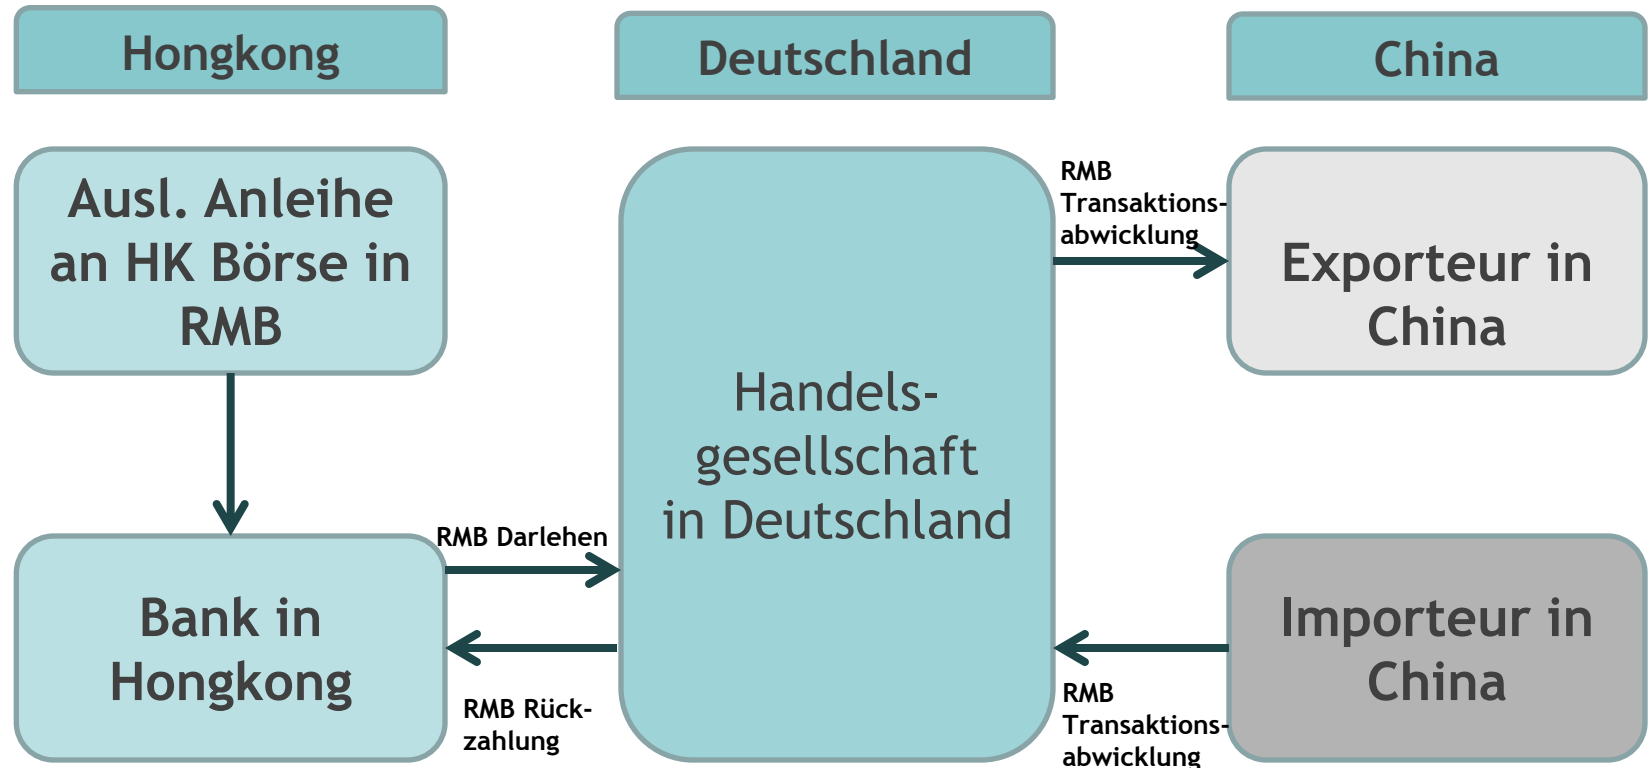 Hongkong
Deutschland
China
Ausl. Anleihe
an HK Börse in
RMB
RMB
Transaktions-
abwicklung
Exporteur in
China
Handels-
gesellschaft
in Deutschland
RMB Darlehen
Bank in
Hongkong
RMB Rück-
zahlung
Importeur in
China
RMB
Transaktions-
abwicklung